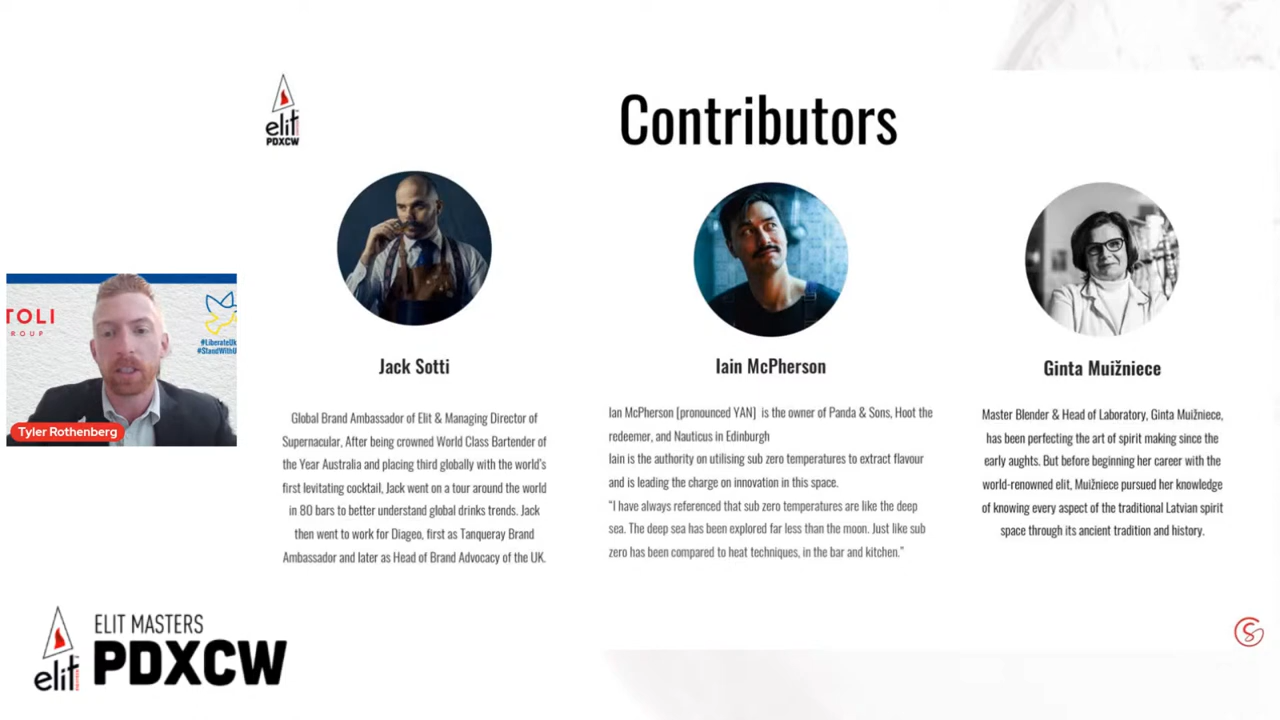 elit
PDXCW
Contributors
TOLI
ROUP
#LiberateUk
#StandWithU
Tyler Rothenberg
Jack Sotti
Global Brand Ambassador of Elit & Managing Director of
Supernacular, After being crowned World Class Bartender of
the Year Australia and placing third globally with the world's
first levitating cocktail, Jack went on a tour around the world
in 80 bars to better understand global drinks trends. Jack
then went to work for Diageo, first as Tanqueray Brand
Ambassador and later as Head of Brand Advocacy of the UK.
Iain McPherson
Ian McPherson [pronounced YAN] is the owner of Panda & Sons, Hoot the
redeemer, and Nauticus in Edinburgh
Iain is the authority on utilising sub zero temperatures to extract flavour
and is leading the charge on innovation in this space.
"I have always referenced that sub zero temperatures are like the deep
sea. The deep sea has been explored far less than the moon. Just like sub
zero has been compared to heat techniques, in the bar and kitchen."
Ginta Muižniece
Master Blender & Head of Laboratory, Ginta Muižniece,
has been perfecting the art of spirit making since the
early aughts. But before beginning her career with the
world-renowned elit, Muižniece pursued her knowledge
of knowing every aspect of the traditional Latvian spirit
space through its ancient tradition and history.
elit
ELIT MASTERS
PDXCW